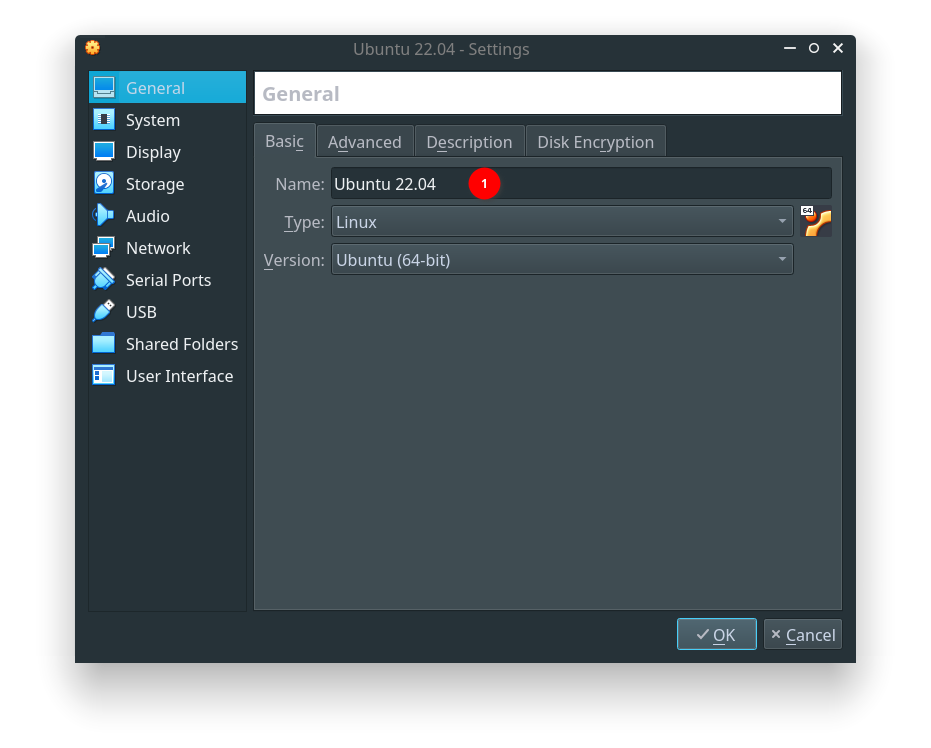 Ubuntu 22.04 - Settings
General
System
Display
Storage
Audio
Network
Serial Ports
USB
Shared Folders
User Interface
General
Basic Advanced Description Disk Encryption
Name: Ubuntu 22.04 1
Type: Linux 64
Version: Ubuntu (64-bit)
OK Cancel